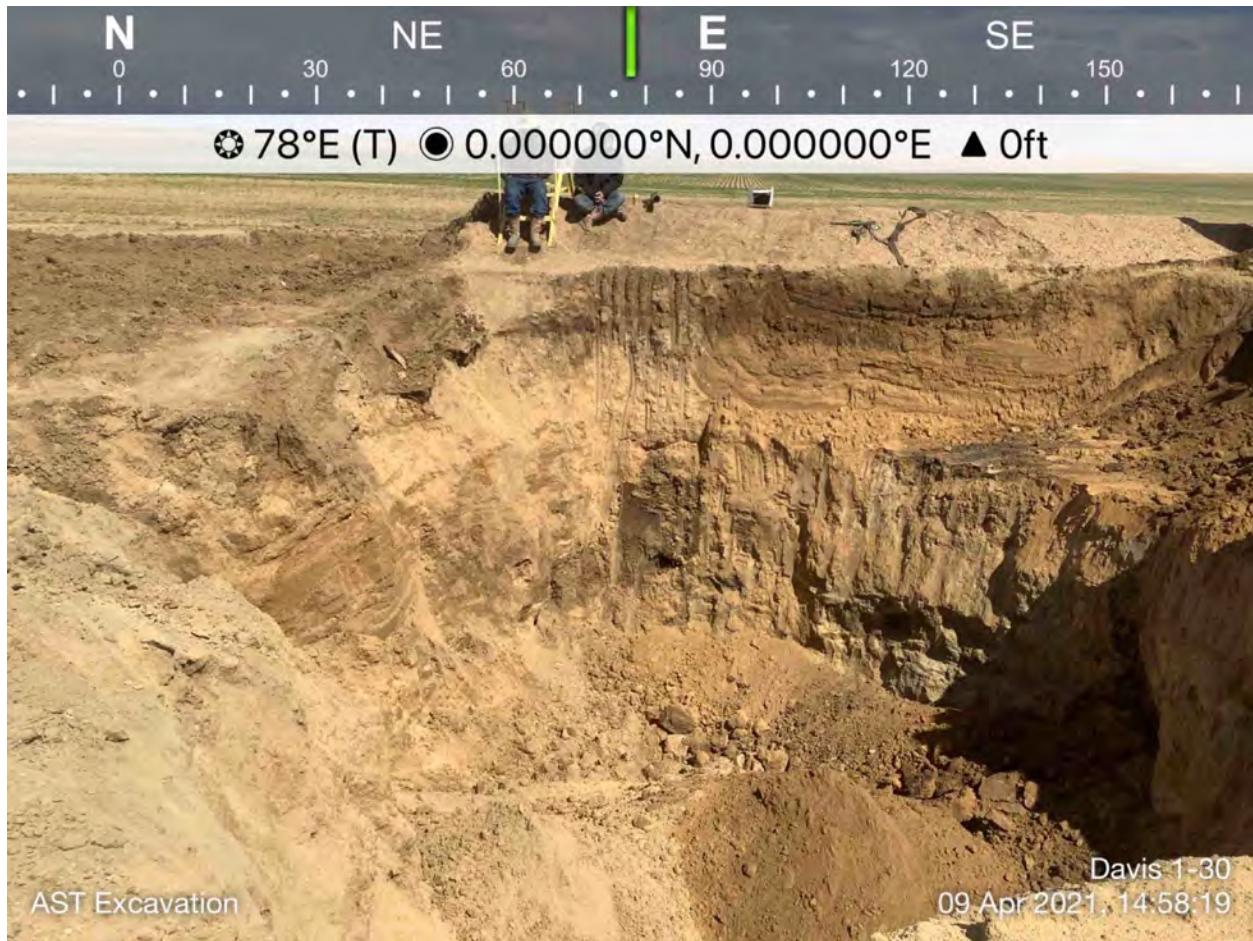 N NE E SE
0 30 60 90 120 150
78°E (T) 0.000000°N, 0.000000°E ▲ 0ft
Davis 1-30
AST Excavation 09 Apr 2021, 14:58:19